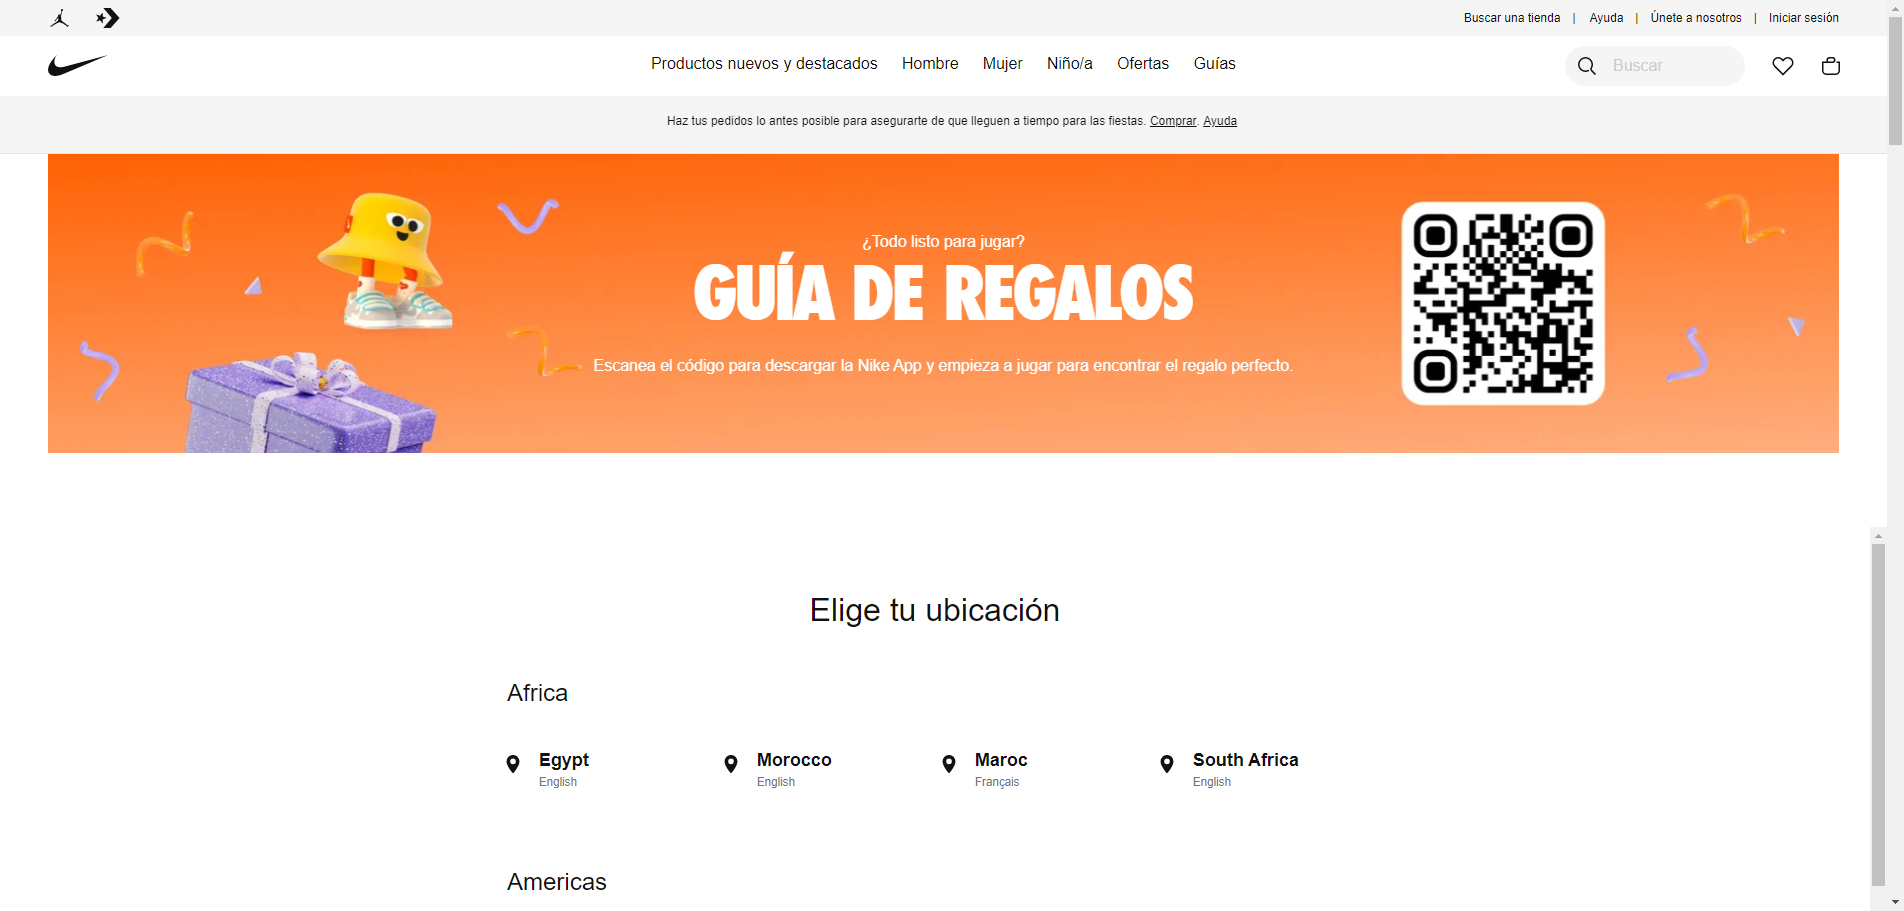 Buscar una tienda | Ayuda | Únete a nosotros | Iniciar sesión
Productos nuevos y destacados Hombre Mujer Niño/a Ofertas Guías
Buscar
Haz tus pedidos lo antes posible para asegurarte de que lleguen a tiempo para las fiestas. Comprar. Ayuda
¿Todo listo para jugar?
GUÍA DE REGALOS
Escanea el código para descargar la Nike App y empieza a jugar para encontrar el regalo perfecto.
Elige tu ubicación
Africa
Egypt Morocco Maroc South Africa
English English Français English
Americas